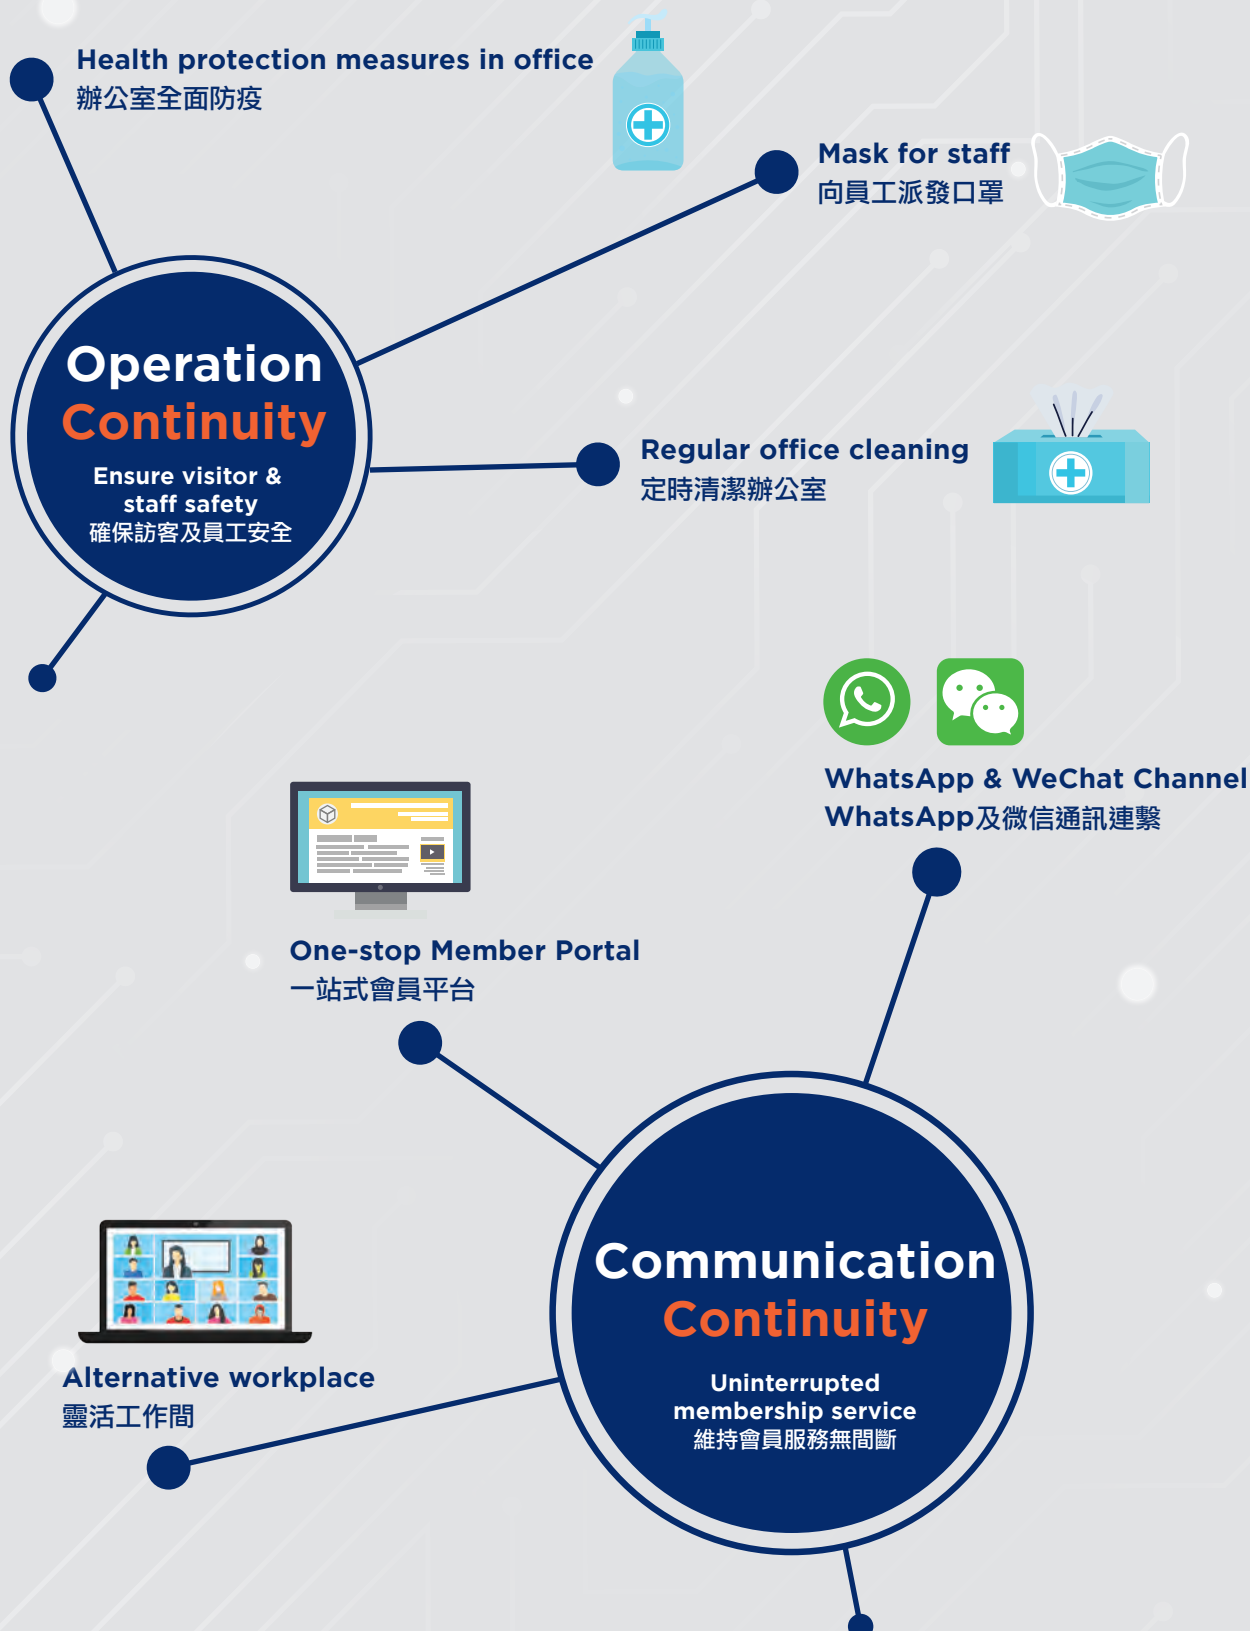 Health protection measures in office
辦公室全面防疫
Mask for staff
向員工派發口罩
Operation
Continuity
Ensure visitor &
staff safety
確保訪客及員工安全
Regular office cleaning
定時清潔辦公室
WhatsApp & WeChat Channel
WhatsApp及微信通訊連繫
One-stop Member Portal
一站式會員平台
Communication
Continuity
Uninterrupted
membership service
維持會員服務無間斷
Alternative workplace
靈活工作間